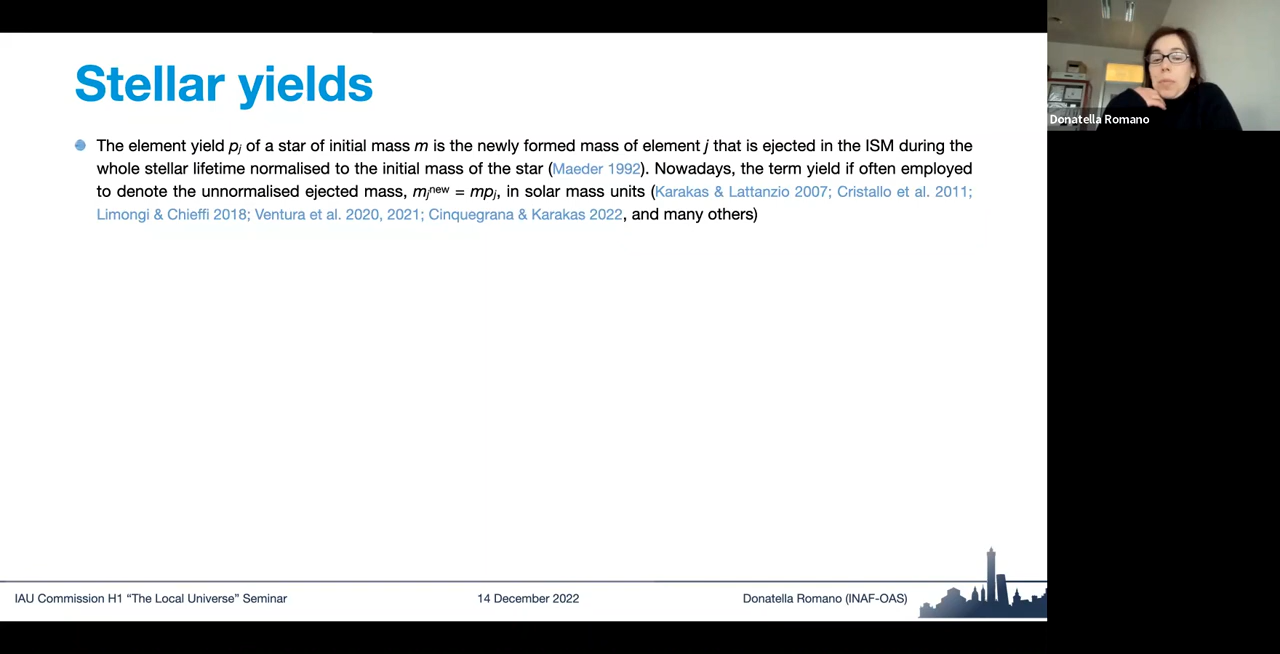 Stellar yields
The element yield pj of a star of initial mass m is the newly formed mass of element j that is ejected in the ISM during the
whole stellar lifetime normalised to the initial mass of the star (Maeder 1992). Nowadays, the term yield if often employed
to denote the unnormalised ejected mass, mjnew = mpj, in solar mass units (Karakas & Lattanzio 2007; Cristallo et al. 2011;
Limongi & Chieffi 2018; Ventura et al. 2020, 2021; Cinquegrana & Karakas 2022, and many others)
Donatella Romano
IAU Commission H1 “The Local Universe” Seminar
14 December 2022
Donatella Romano (INAF-OAS)